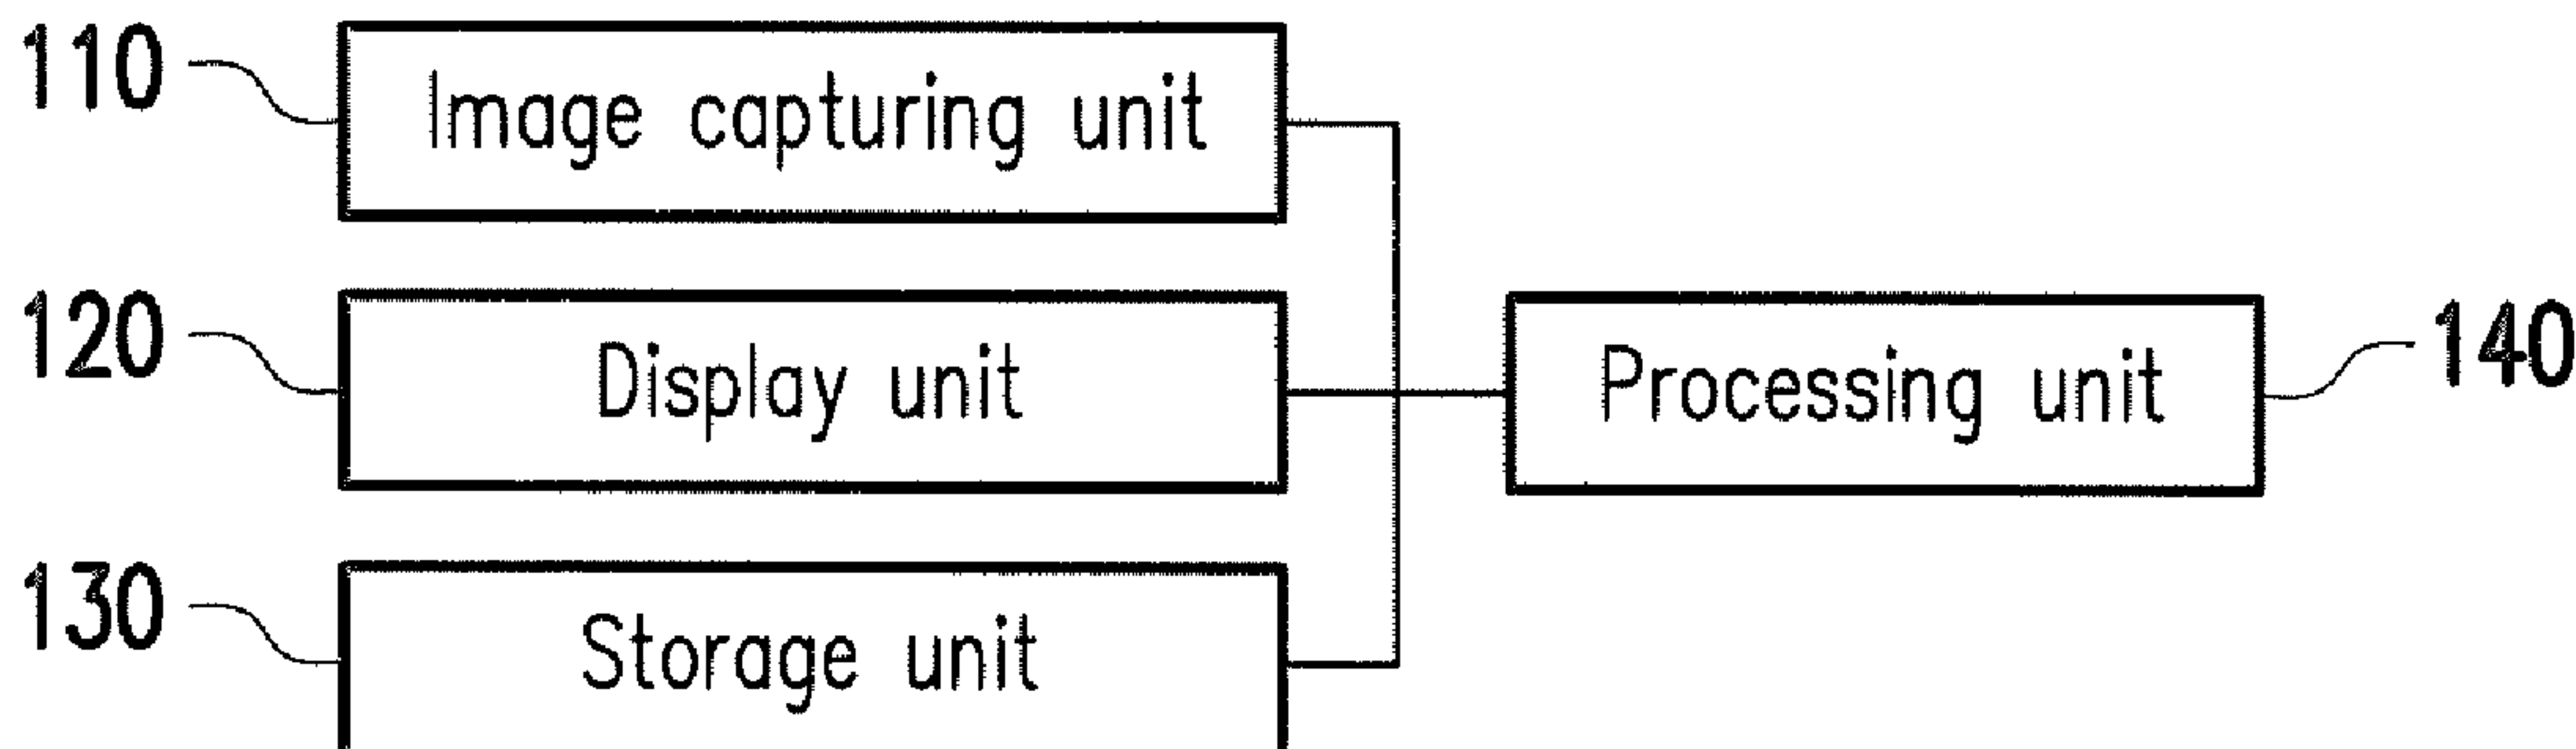 110 Image capturing unit
120 Display unit Processing unit 140
130 Storage unit